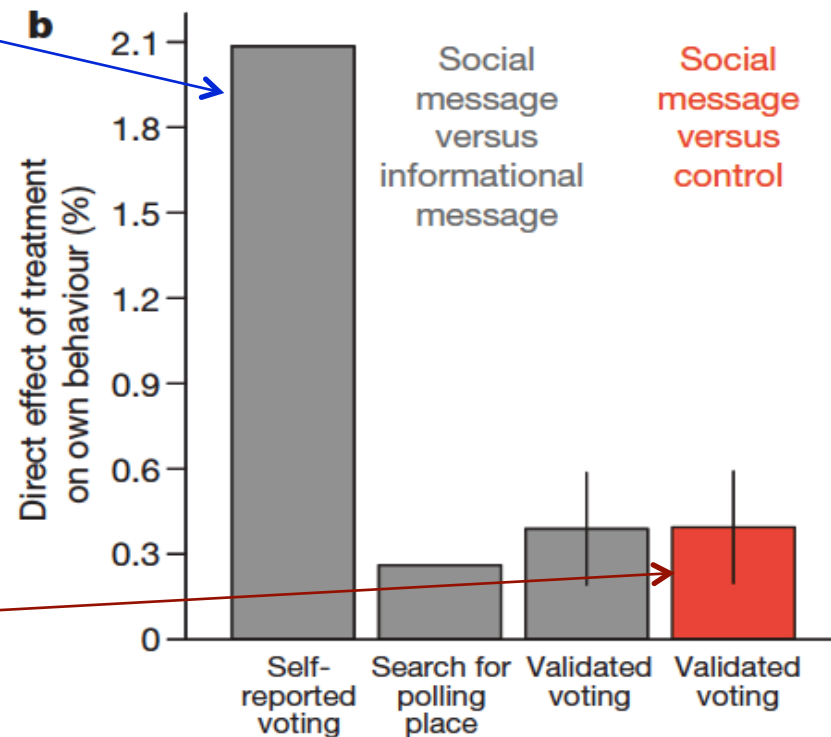 b
Direct effect of treatment
on own behaviour (%)
2.1
1.8
1.5
1.2
0.9
0.6
0.3
0
Social
message
versus
informational
message
Social
message
versus
control
Self-
reported
voting
Search for
polling
place
Validated
voting
Validated
voting